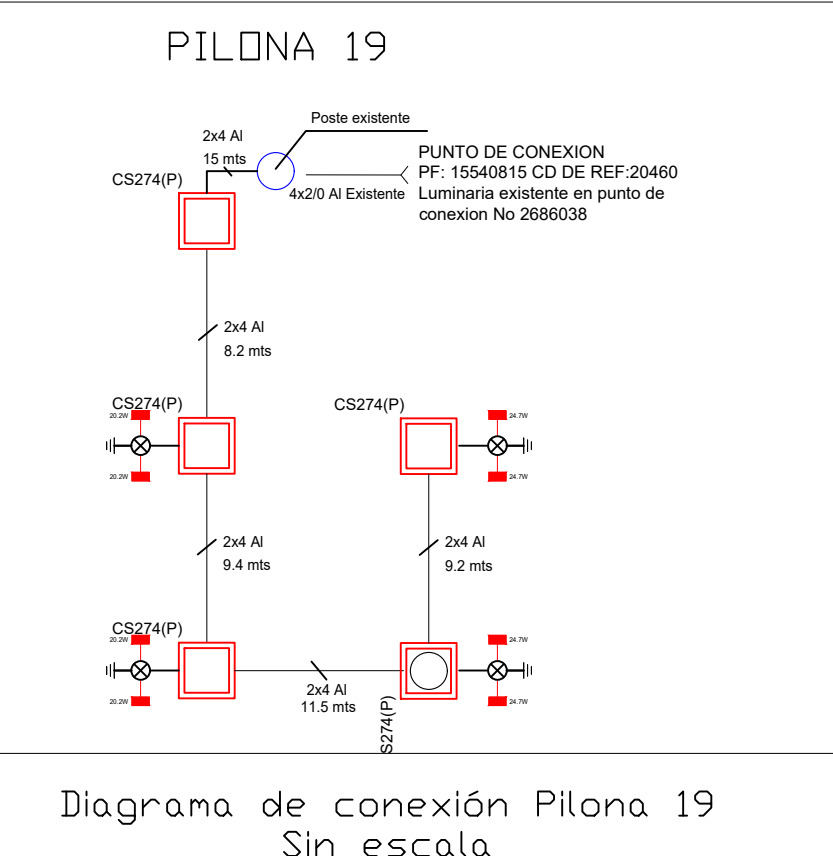 PILONA 19
Poste existente
2x4 Al
15 mts
CS274(P)
4x2/0 Al Existente
PUNTO DE CONEXION
PF: 15540815 CD DE REF:20460
Luminaria existente en punto de
conexion No 2686038
2x4 Al
8.2 mts
CS274(P)
20.2W
20.2W
CS274(P)
24.7W
24.7W
2x4 Al
9.4 mts
2x4 Al
9.2 mts
CS274(P)
20.2W
20.2W
2x4 Al
11.5 mts
S274(P)
24.7W
24.7W
Diagrama de conexión Pilona 19
Sin escala